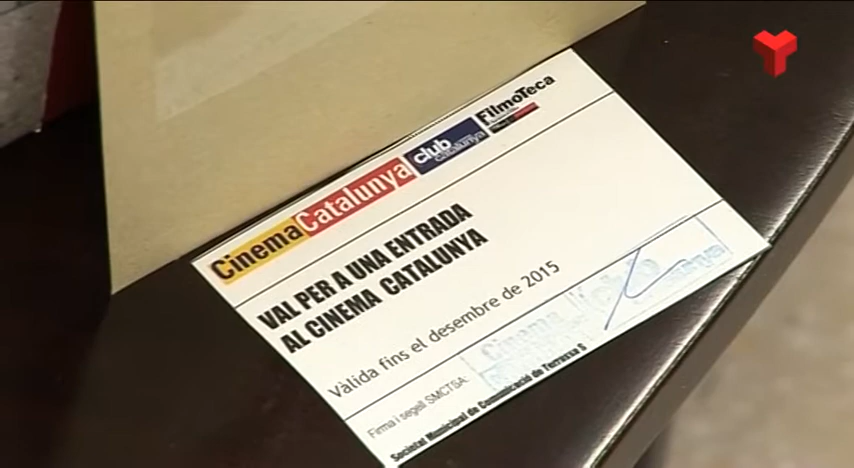 Cinema Catalunya club Catalunya FilmoTeca
VAL PER A UNA ENTRADA
AL CINEMA CATALUNYA
Vàlida fins el desembre de 2015
Firma i segell SMCTSA:
Societat Municipal de Comunicació de Terrassa S